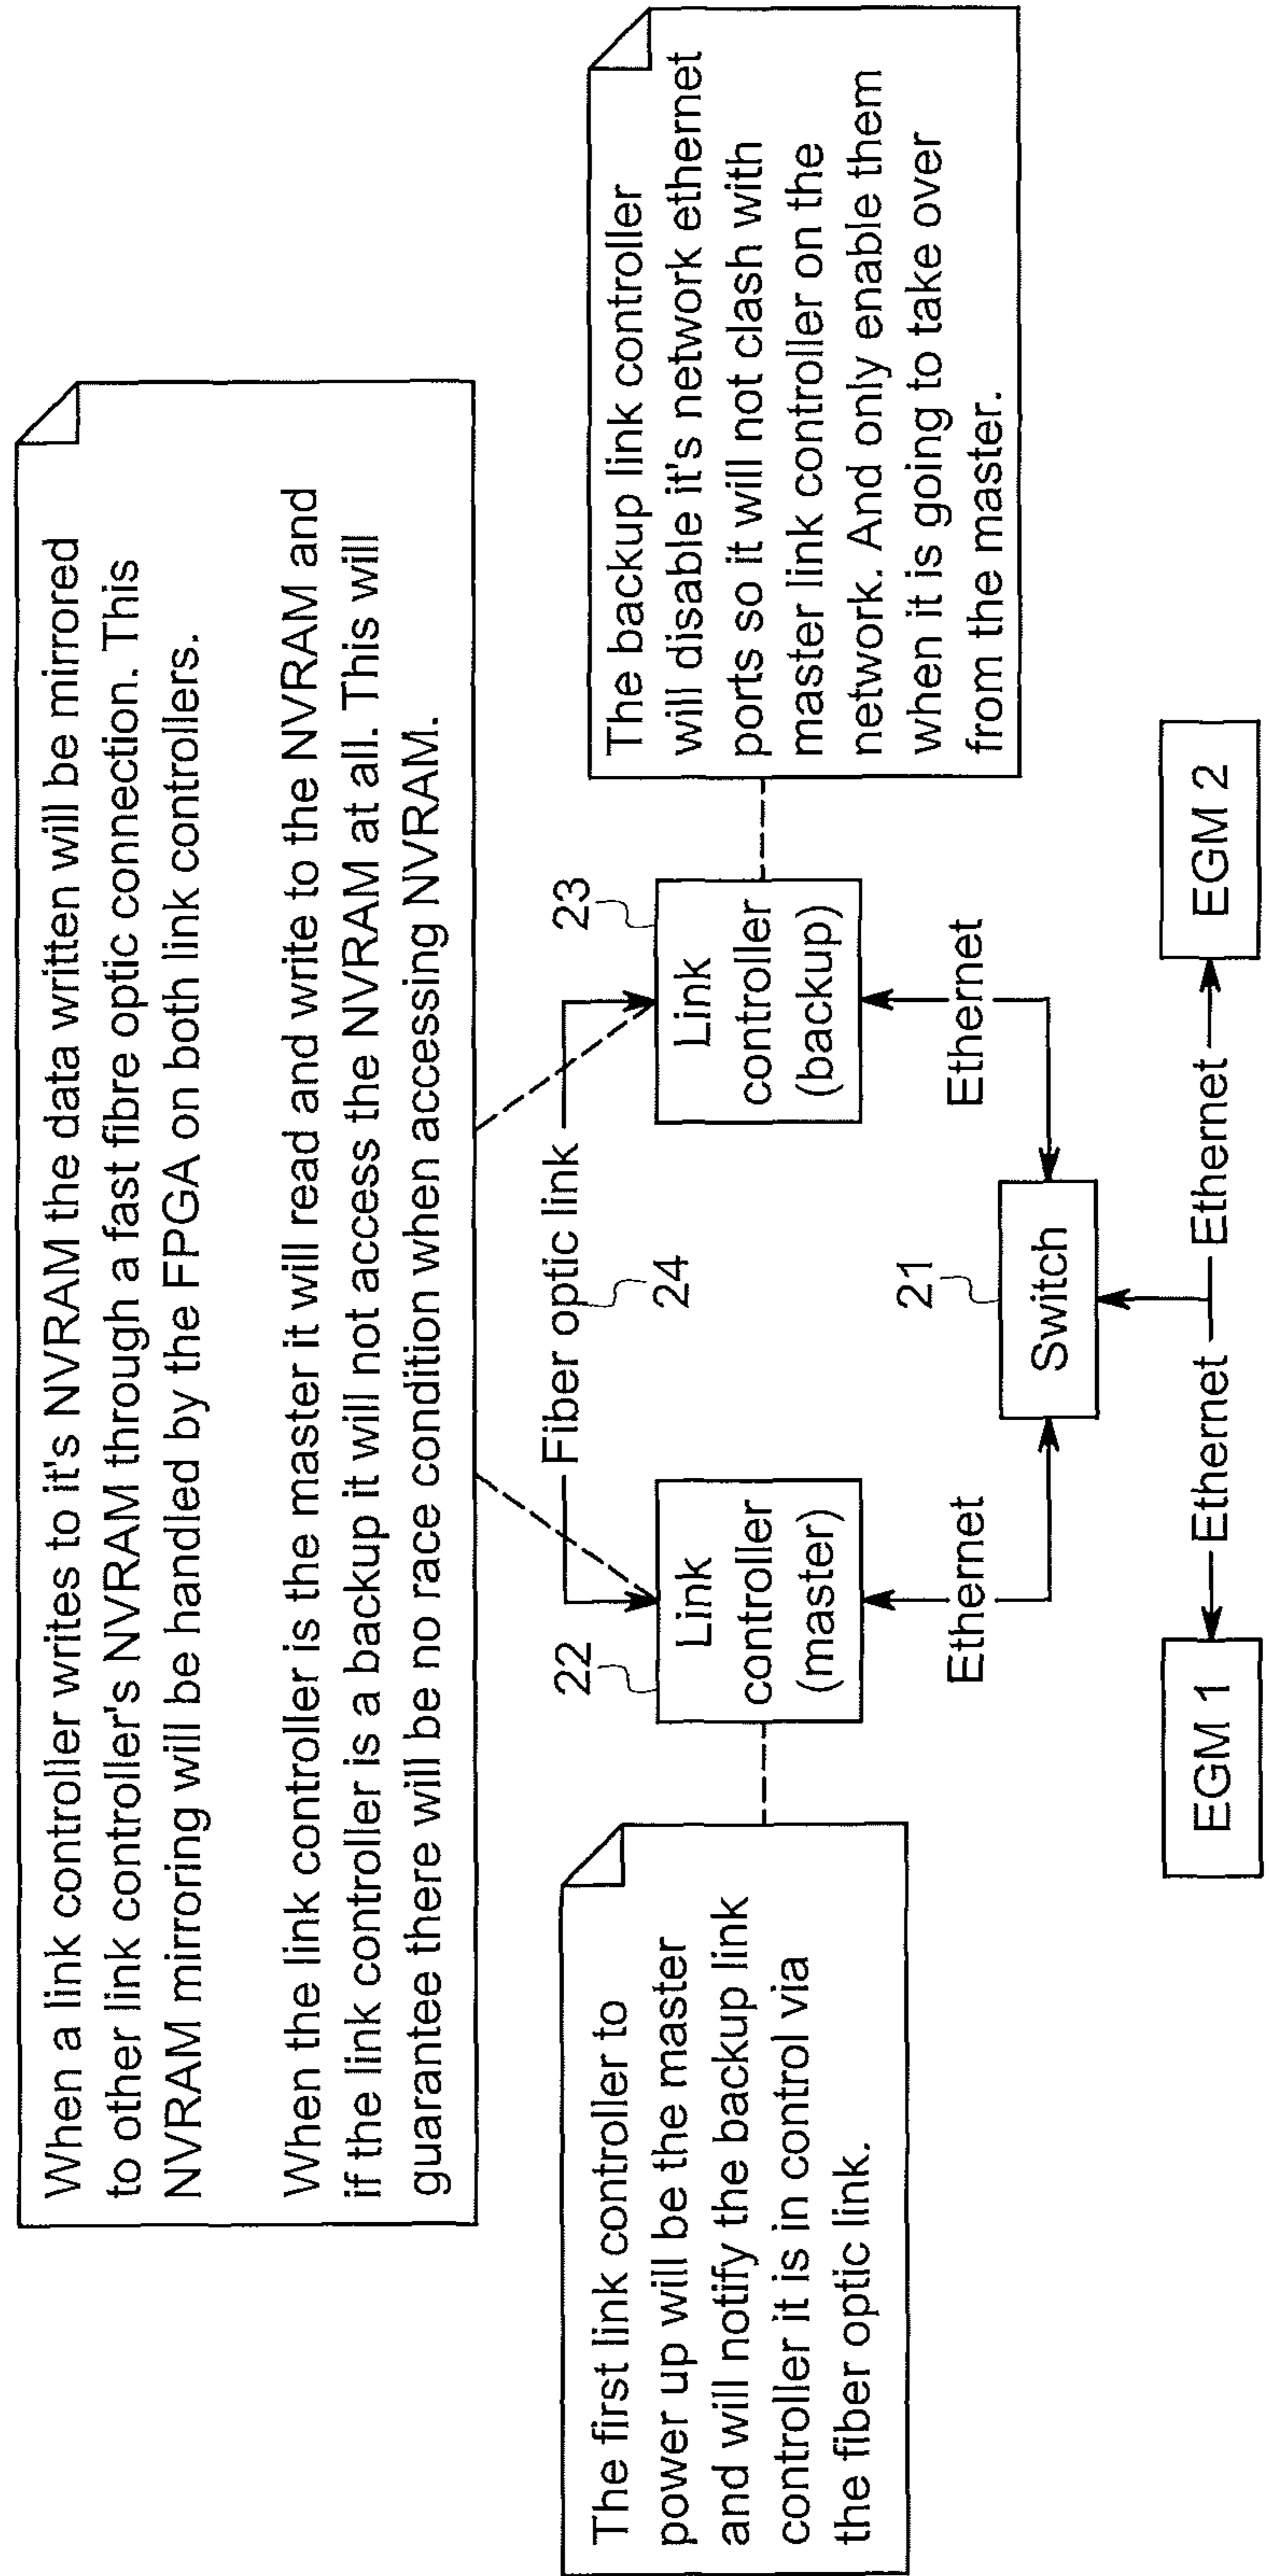 When a link controller writes to it's NVRAM the data written will be mirrored
to other link controller's NVRAM through a fast fibre optic connection. This
NVRAM mirroring will be handled by the FPGA on both link controllers.
When the link controller is the master it will read and write to the NVRAM and
if the link controller is a backup it will not access the NVRAM at all. This will
guarantee there will be no race condition when accessing NVRAM.
The first link controller to
power up will be the master
and will notify the backup link
controller it is in control via
the fiber optic link.
Fiber optic link
24
22
Link
controller
(master)
23
Link
controller
(backup)
The backup link controller
will disable it's network ethernet
ports so it will not clash with
master link controller on the
network. And only enable them
when it is going to take over
from the master.
Ethernet
Ethernet
21
Switch
EGM 1
Ethernet
Ethernet
EGM 2